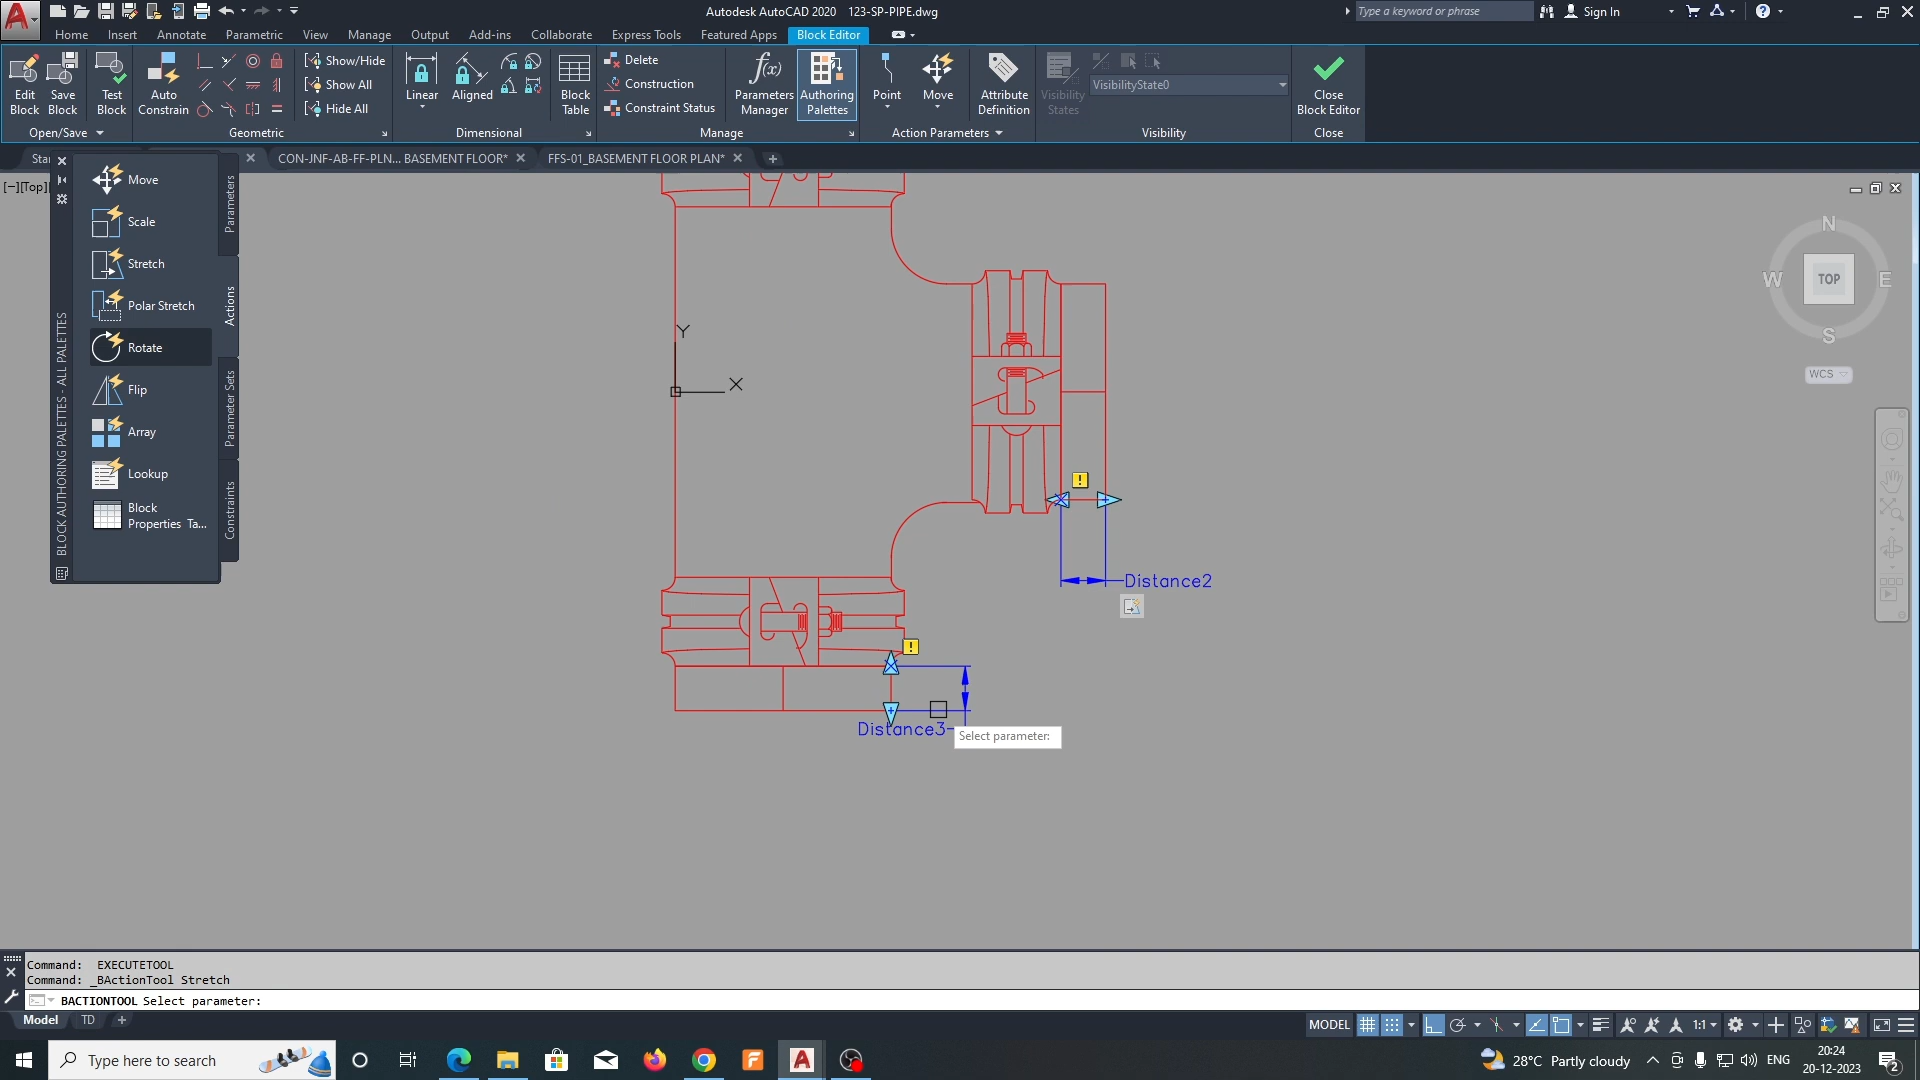 Autodesk AutoCAD 2020 123-SP-PIPE.dwg
Type a keyword or phrase
Sign In
Home Insert Annotate Parametric View Manage Output Add-ins Collaborate Express Tools Featured Apps Block Editor
Edit Block
Save Block
Test Block
Auto Constrain
Show/Hide
Show All
Hide All
Linear
Aligned
Block Table
Delete
Construction
Constraint Status
Parameters Manager
Authoring Palettes
Point
Move
Attribute Definition
Visibility States
VisibilityState0
Close Block Editor
Open/Save
Geometric
Dimensional
Manage
Action Parameters
Visibility
Close
Sta
CON-JNF-AB-FF-PLN... BASEMENT FLOOR*
FFS-01_BASEMENT FLOOR PLAN*
[−][Top]
Move
Scale
Stretch
Polar Stretch
Rotate
Flip
Array
Lookup
Block
Properties Ta...
Parameters
Actions
Parameter Sets
Constraints
BLOCK AUTHORING PALETTES - ALL PALETTES
Y
X
N
W
TOP
E
S
WCS
Distance2
Distance3
Select parameter:
Command: EXECUTETOOL
Command: _BActionTool Stretch
BACTIONTOOL Select parameter:
Model TD
MODEL
1:1
Type here to search
28°C Partly cloudy
ENG
20:24
20-12-2023
2